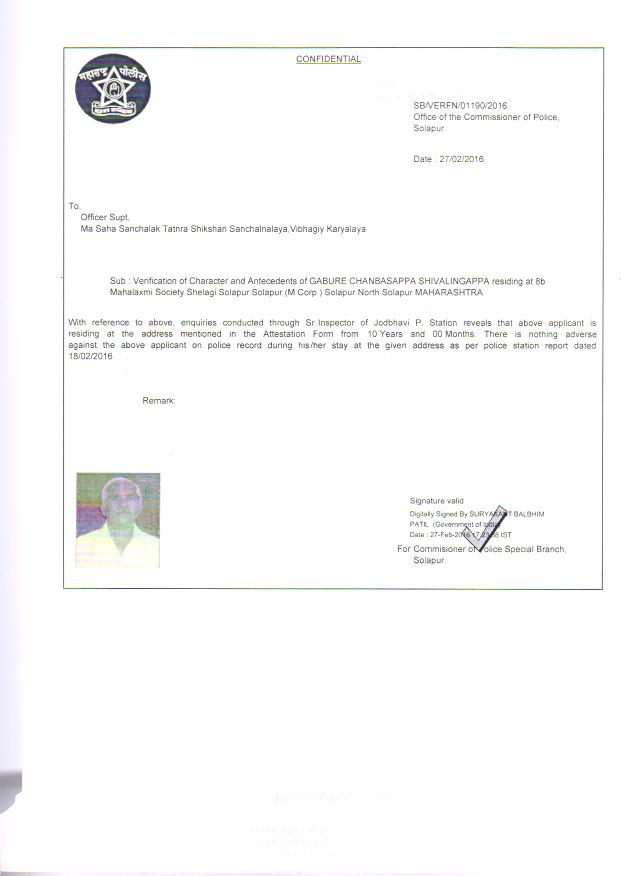 CONFIDENTIAL
महाराष्ट्र पोलीस
SB/VERFN/01190/2016
Office of the Commissioner of Police,
Solapur.
Date : 27/02/2016
To,
Officer Supt,
Ma Saha Sanchalak Tatnra Shikshan Sanchalnalaya,Vibhagiy Karyalaya
Sub : Verification of Character and Antecedents of GABURE CHANBASAPPA SHIVALINGAPPA residing at 8b
Mahalaxmi Society Shelagi Solapur Solapur (M Corp.) Solapur North Solapur MAHARASHTRA
With reference to above, enquiries conducted through Sr Inspector of Jodbhavi P. Station reveals that above applicant is
residing at the address mentioned in the Attestation Form from 10 Years and 00 Months. There is nothing adverse
against the above applicant on police record during his/her stay at the given address as per police station report dated
18/02/2016
Remark:
Signature valid
Digitally Signed By SURYAKANT BALBHIM
PATIL (Government of India)
Date : 27-Feb-2016 17:23:38 IST
For Commisioner of Police Special Branch,
Solapur.